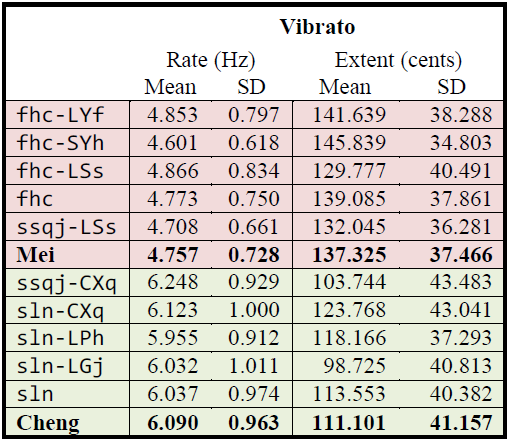 Vibrato
Rate (Hz) Extent (cents)
Mean SD Mean SD
fhc-LYf 4.853 0.797 141.639 38.288
fhc-SYh 4.601 0.618 145.839 34.803
fhc-LSs 4.866 0.834 129.777 40.491
fhc 4.773 0.750 139.085 37.861
ssqj-LSs 4.708 0.661 132.045 36.281
Mei 4.757 0.728 137.325 37.466
ssqj-CXq 6.248 0.929 103.744 43.483
sln-CXq 6.123 1.000 123.768 43.041
sln-LPh 5.955 0.912 118.166 37.293
sln-LGj 6.032 1.011 98.725 40.813
sln 6.037 0.974 113.553 40.382
Cheng 6.090 0.963 111.101 41.157